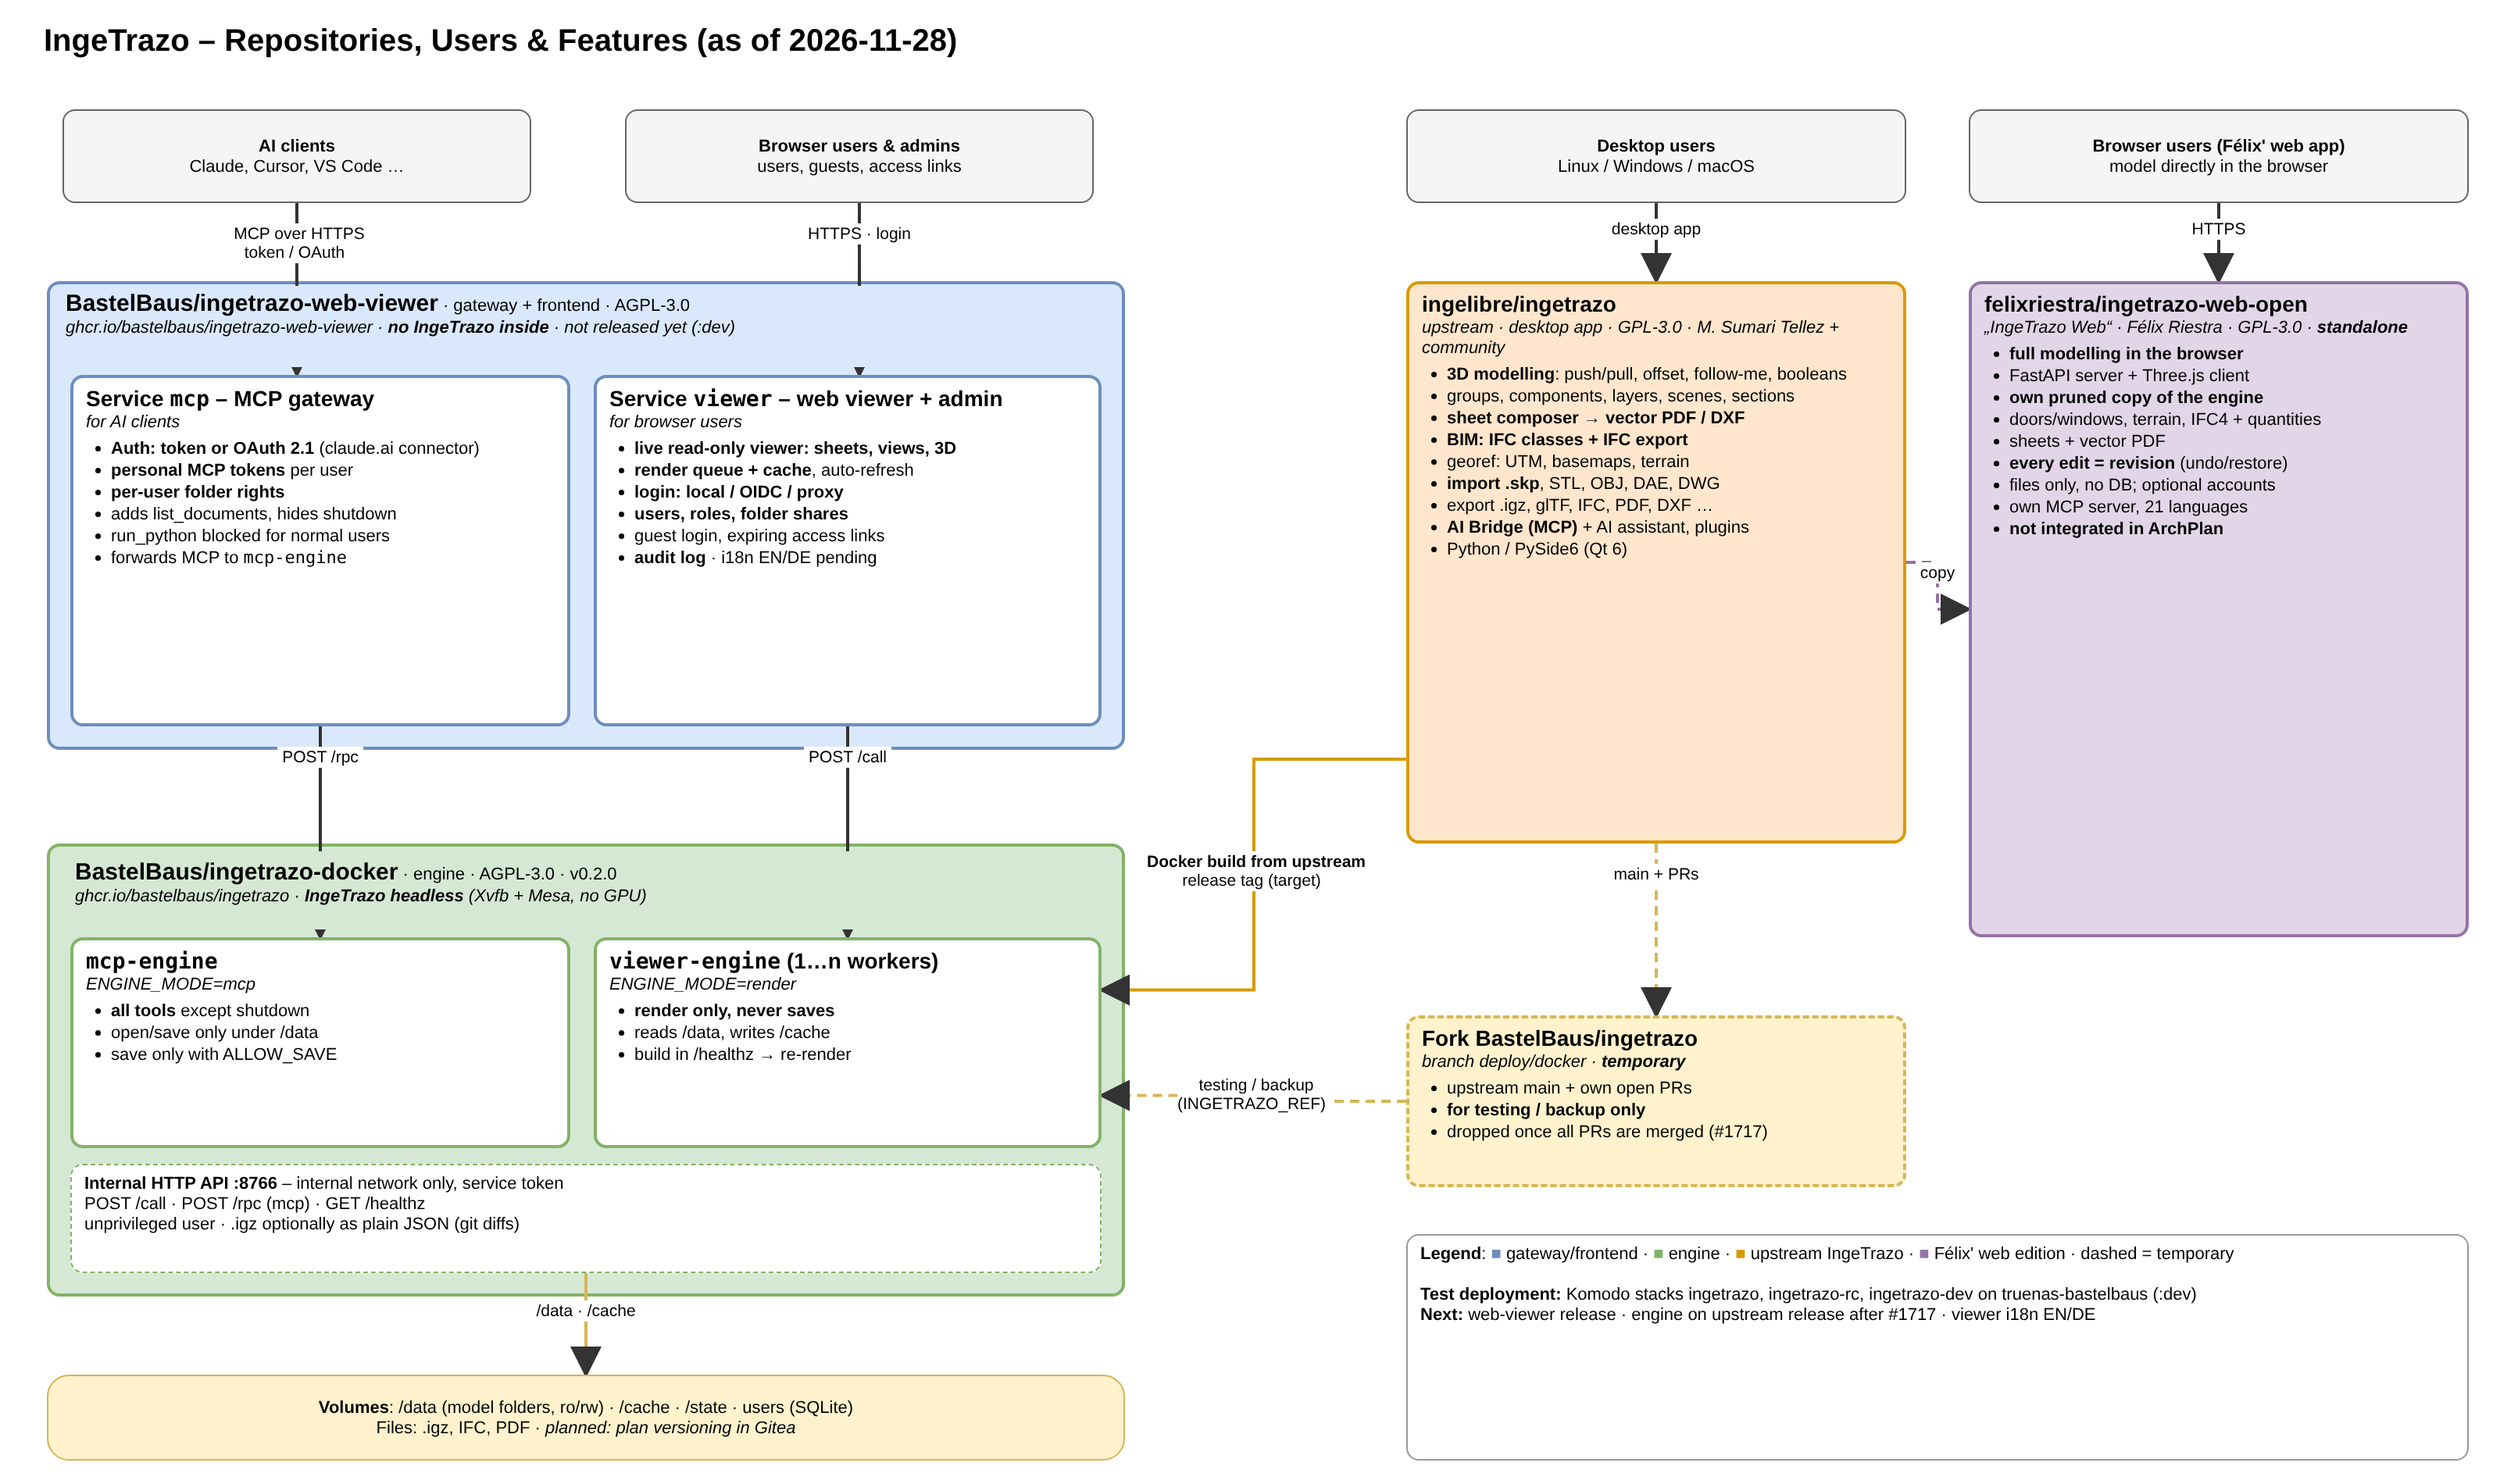 IngeTrazo – Repositories, Users & Features (as of 2026-11-28)
AI clients
Claude, Cursor, VS Code …
Browser users & admins
users, guests, access links
Desktop users
Linux / Windows / macOS
Browser users (Félix' web app)
model directly in the browser
MCP over HTTPS
token / OAuth
HTTPS · login
desktop app
HTTPS
BastelBaus/ingetrazo-web-viewer · gateway + frontend · AGPL-3.0
ghcr.io/bastelbaus/ingetrazo-web-viewer · no IngeTrazo inside · not released yet (:dev)
Service mcp – MCP gateway
for AI clients
• Auth: token or OAuth 2.1 (claude.ai connector)
• personal MCP tokens per user
• per-user folder rights
• adds list_documents, hides shutdown
• run_python blocked for normal users
• forwards MCP to mcp-engine
Service viewer – web viewer + admin
for browser users
• live read-only viewer: sheets, views, 3D
• render queue + cache, auto-refresh
• login: local / OIDC / proxy
• users, roles, folder shares
• guest login, expiring access links
• audit log · i18n EN/DE pending
ingelibre/ingetrazo
upstream · desktop app · GPL-3.0 · M. Sumari Tellez +
community
• 3D modelling: push/pull, offset, follow-me, booleans
• groups, components, layers, scenes, sections
• sheet composer → vector PDF / DXF
• BIM: IFC classes + IFC export
• georef: UTM, basemaps, terrain
• import .skp, STL, OBJ, DAE, DWG
• export .igz, glTF, IFC, PDF, DXF …
• AI Bridge (MCP) + AI assistant, plugins
• Python / PySide6 (Qt 6)
copy
felixriestra/ingetrazo-web-open
„IngeTrazo Web“ · Félix Riestra · GPL-3.0 · standalone
• full modelling in the browser
• FastAPI server + Three.js client
• own pruned copy of the engine
• doors/windows, terrain, IFC4 + quantities
• sheets + vector PDF
• every edit = revision (undo/restore)
• files only, no DB; optional accounts
• own MCP server, 21 languages
• not integrated in ArchPlan
POST /rpc
POST /call
Docker build from upstream
release tag (target)
main + PRs
BastelBaus/ingetrazo-docker · engine · AGPL-3.0 · v0.2.0
ghcr.io/bastelbaus/ingetrazo · IngeTrazo headless (Xvfb + Mesa, no GPU)
mcp-engine
ENGINE_MODE=mcp
• all tools except shutdown
• open/save only under /data
• save only with ALLOW_SAVE
viewer-engine (1…n workers)
ENGINE_MODE=render
• render only, never saves
• reads /data, writes /cache
• build in /healthz → re-render
testing / backup
(INGETRAZO_REF)
Fork BastelBaus/ingetrazo
branch deploy/docker · temporary
• upstream main + own open PRs
• for testing / backup only
• dropped once all PRs are merged (#1717)
Internal HTTP API :8766 – internal network only, service token
POST /call · POST /rpc (mcp) · GET /healthz
unprivileged user · .igz optionally as plain JSON (git diffs)
/data · /cache
Volumes: /data (model folders, ro/rw) · /cache · /state · users (SQLite)
Files: .igz, IFC, PDF · planned: plan versioning in Gitea
Legend: ■ gateway/frontend · ■ engine · ■ upstream IngeTrazo · ■ Félix' web edition · dashed = temporary
Test deployment: Komodo stacks ingetrazo, ingetrazo-rc, ingetrazo-dev on truenas-bastelbaus (:dev)
Next: web-viewer release · engine on upstream release after #1717 · viewer i18n EN/DE